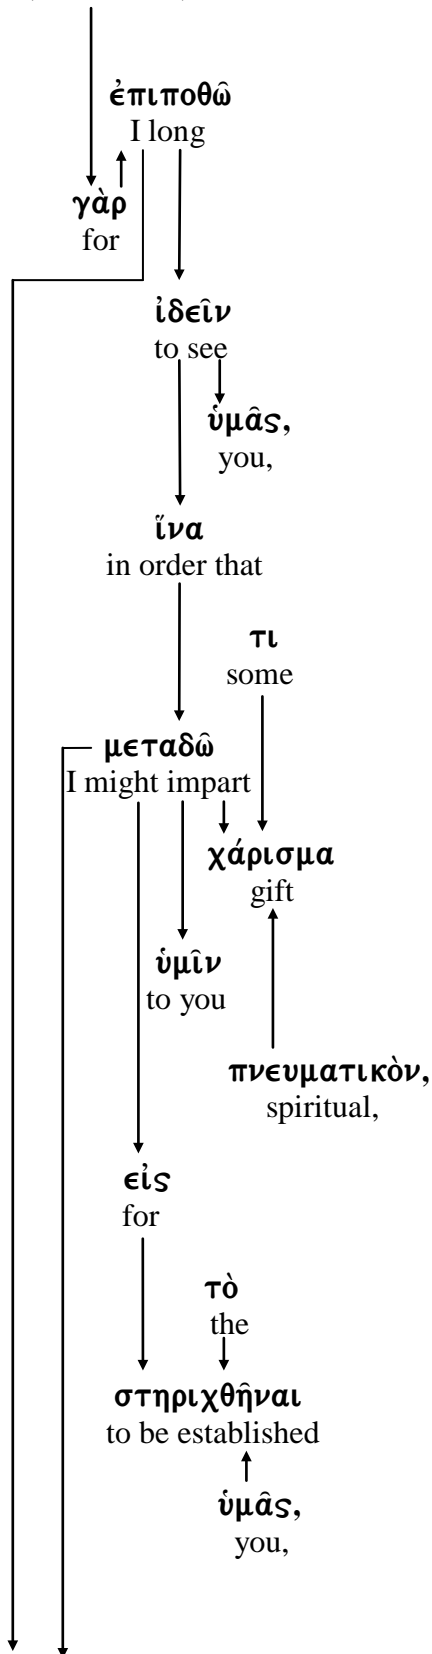 ἐπιποθῶ
I long
γὰρ
for
ἰδεῖν
to see
ὑμᾶς,
you,
ἵνα
in order that
τι
some
μεταδῶ
I might impart
χάρισμα
gift
ὑμῖν
to you
πνευματικὸν,
spiritual,
εἰς
for
τὸ
the
στηριχθῆναι
to be established
ὑμᾶς,
you,